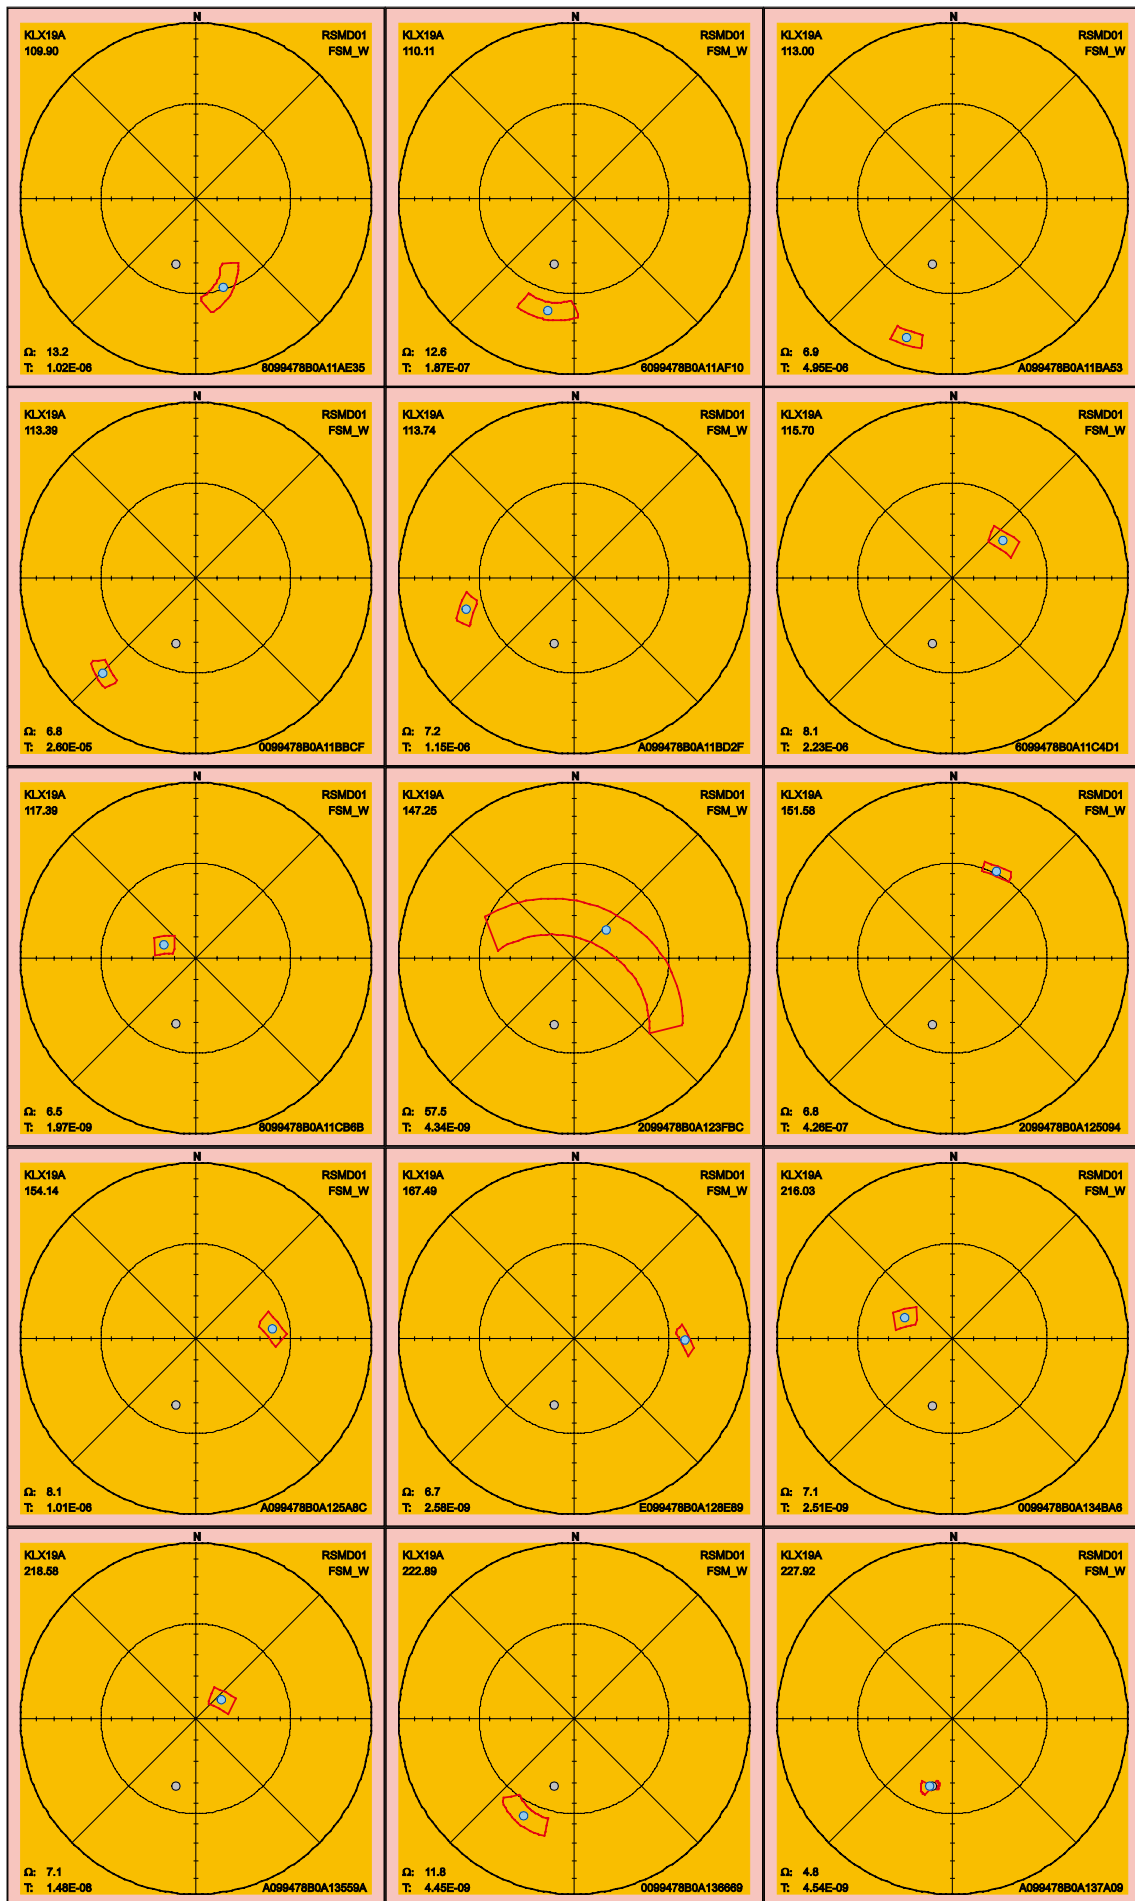 N
KLX19A RSMD01
109.90 FSM_W
Ω: 13.2
T: 1.02E-06 8099478B0A11AE35
N
KLX19A RSMD01
110.11 FSM_W
Ω: 12.6
T: 1.87E-07 6099478B0A11AF10
N
KLX19A RSMD01
113.00 FSM_W
Ω: 6.9
T: 4.95E-06 A099478B0A11BA53
N
KLX19A RSMD01
113.39 FSM_W
Ω: 6.8
T: 2.60E-05 0099478B0A11BBCF
N
KLX19A RSMD01
113.74 FSM_W
Ω: 7.2
T: 1.15E-06 A099478B0A11BD2F
N
KLX19A RSMD01
115.70 FSM_W
Ω: 8.1
T: 2.23E-06 6099478B0A11C4D1
N
KLX19A RSMD01
117.39 FSM_W
Ω: 6.5
T: 1.97E-09 8099478B0A11CB6B
N
KLX19A RSMD01
147.25 FSM_W
Ω: 57.5
T: 4.34E-09 2099478B0A123FBC
N
KLX19A RSMD01
151.58 FSM_W
Ω: 6.8
T: 4.26E-07 2099478B0A125094
N
KLX19A RSMD01
154.14 FSM_W
Ω: 8.1
T: 1.01E-06 A099478B0A125A8C
N
KLX19A RSMD01
167.49 FSM_W
Ω: 6.7
T: 2.58E-09 E099478B0A128E89
N
KLX19A RSMD01
216.03 FSM_W
Ω: 7.1
T: 2.51E-09 0099478B0A134BA6
N
KLX19A RSMD01
218.58 FSM_W
Ω: 7.1
T: 1.48E-06 A099478B0A13559A
N
KLX19A RSMD01
222.89 FSM_W
Ω: 11.8
T: 4.45E-09 0099478B0A136669
N
KLX19A RSMD01
227.92 FSM_W
Ω: 4.8
T: 4.54E-09 A099478B0A137A09